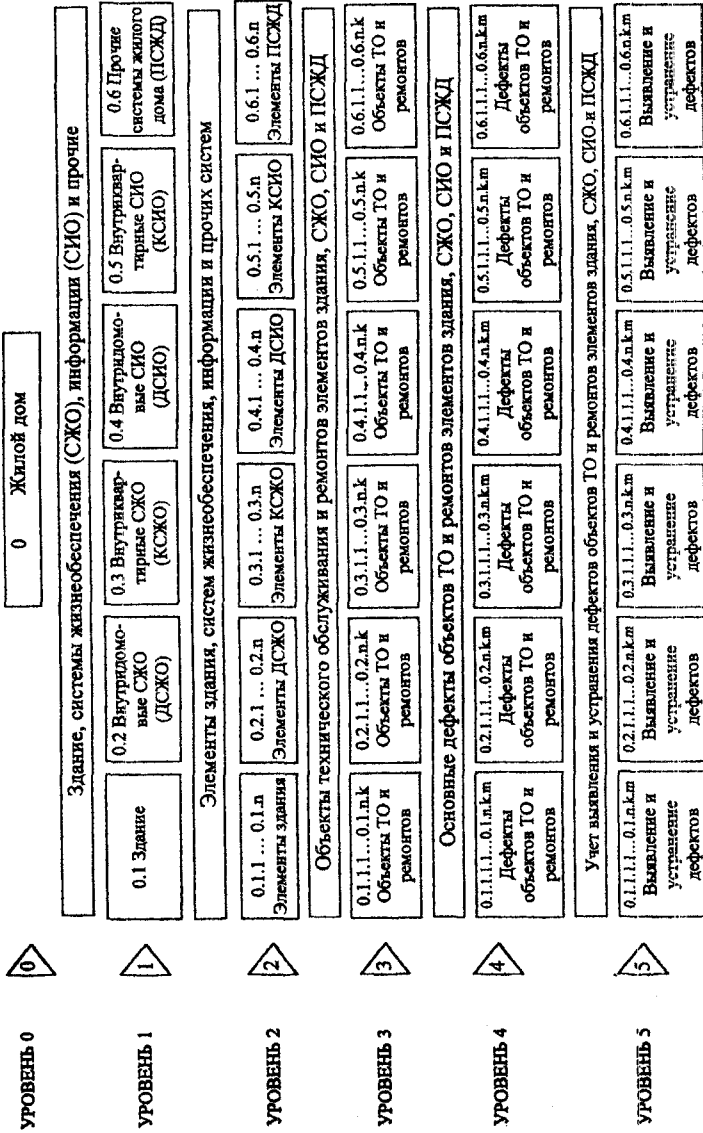 УРОВЕНЬ 0
0
0 Жилой дом
Здание, системы жизнеобеспечения (СЖО), информации (СИО) и прочие
УРОВЕНЬ 1
1
0.1 Здание
0.2 Внутридомо-
вые СЖО
(ДСЖО)
0.3 Внутриквар-
тирные СЖО
(КСЖО)
0.4 Внутридомо-
вые СИО
(ДСИО)
0.5 Внутриквар-
тирные СИО
(КСИО)
0.6 Прочие
системы жилого
дома (ПСЖД)
Элементы здания, систем жизнеобеспечения, информации и прочих систем
УРОВЕНЬ 2
2
0.1.1 ... 0.1.n
Элементы здания
0.2.1 ... 0.2.n
Элементы ДСЖО
0.3.1 ... 0.3.n
Элементы КСЖО
0.4.1 ... 0.4.n
Элементы ДСИО
0.5.1 ... 0.5.n
Элементы КСИО
0.6.1 ... 0.6.n
Элементы ПСЖД
Объекты технического обслуживания и ремонтов элементов здания, СЖО, СИО и ПСЖД
УРОВЕНЬ 3
3
0.1.1.1...0.1.n.k
Объекты ТО и
ремонтов
0.2.1.1...0.2.n.k
Объекты ТО и
ремонтов
0.3.1.1...0.3.n.k
Объекты ТО и
ремонтов
0.4.1.1...0.4.n.k
Объекты ТО и
ремонтов
0.5.1.1...0.5.n.k
Объекты ТО и
ремонтов
0.6.1.1...0.6.n.k
Объекты ТО и
ремонтов
Основные дефекты объектов ТО и ремонтов элементов здания, СЖО, СИО и ПСЖД
УРОВЕНЬ 4
4
0.1.1.1.1...0.1.n.k.m
Дефекты
объектов ТО и
ремонтов
0.2.1.1.1...0.2.n.k.m
Дефекты
объектов ТО и
ремонтов
0.3.1.1.1...0.3.n.k.m
Дефекты
объектов ТО и
ремонтов
0.4.1.1.1...0.4.n.k.m
Дефекты
объектов ТО и
ремонтов
0.5.1.1.1...0.5.n.k.m
Дефекты
объектов ТО и
ремонтов
0.6.1.1.1...0.6.n.k.m
Дефекты
объектов ТО и
ремонтов
Учет выявления и устранения дефектов объектов ТО и ремонтов элементов здания, СЖО, СИО и ПСЖД
УРОВЕНЬ 5
5
0.1.1.1.1...0.1.n.k.m
Выявление и
устранение
дефектов
0.2.1.1.1...0.2.n.k.m
Выявление и
устранение
дефектов
0.3.1.1.1...0.3.n.k.m
Выявление и
устранение
дефектов
0.4.1.1.1...0.4.n.k.m
Выявление и
устранение
дефектов
0.5.1.1.1...0.5.n.k.m
Выявление и
устранение
дефектов
0.6.1.1.1...0.6.n.k.m
Выявление и
устранение
дефектов